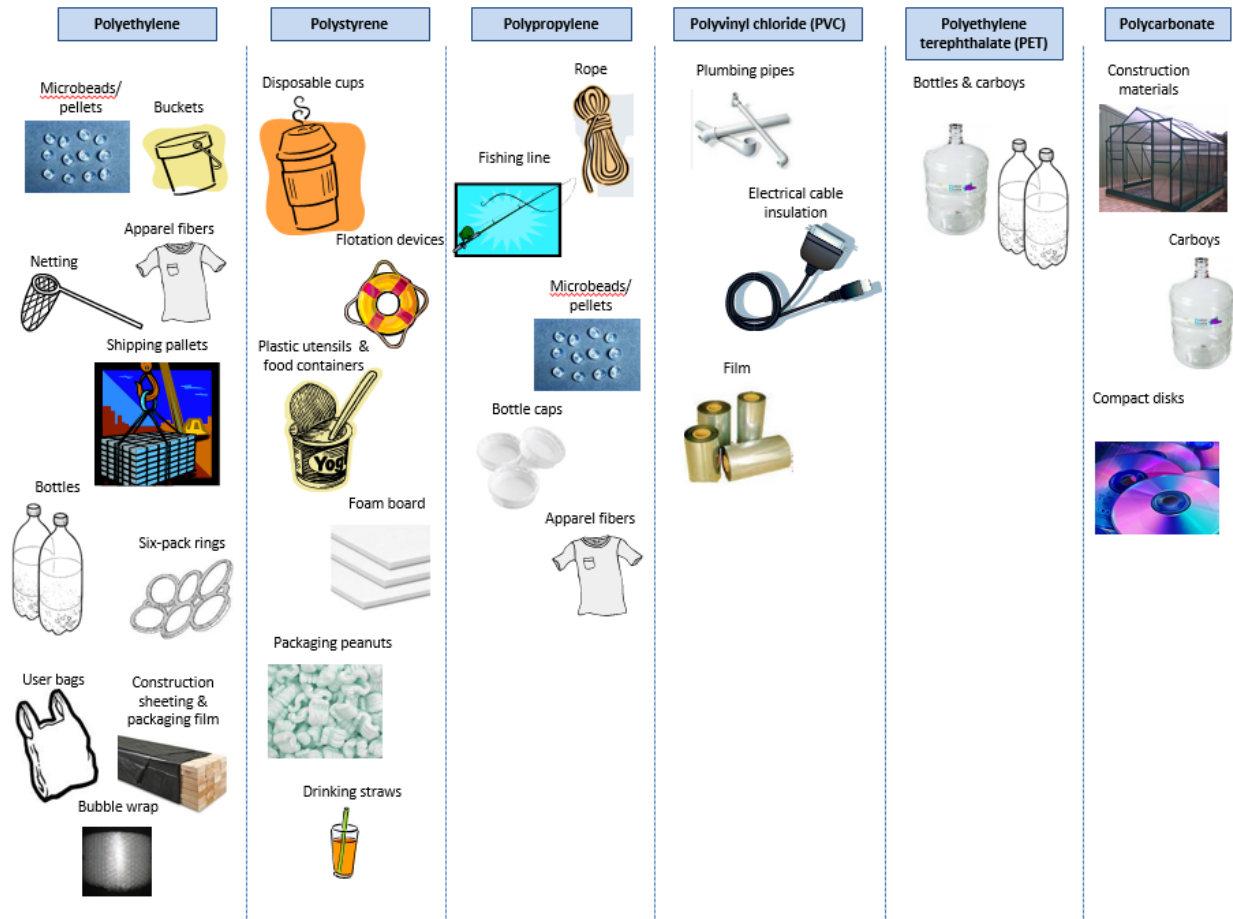 Polyethylene
Microbeads/
pellets
Buckets
Apparel fibers
Netting
Shipping pallets
Bottles
Six-pack rings
User bags
Construction
sheeting &
packaging film
Bubble wrap
Polystyrene
Disposable cups
Flotation devices
Plastic utensils &
food containers
Yog
Foam board
Packaging peanuts
Drinking straws
Polypropylene
Rope
Fishing line
Microbeads/
pellets
Bottle caps
Apparel fibers
Polyvinyl chloride (PVC)
Plumbing pipes
Electrical cable
insulation
Film
Polyethylene
terephthalate (PET)
Bottles & carboys
Polycarbonate
Construction
materials
Carboys
Compact disks